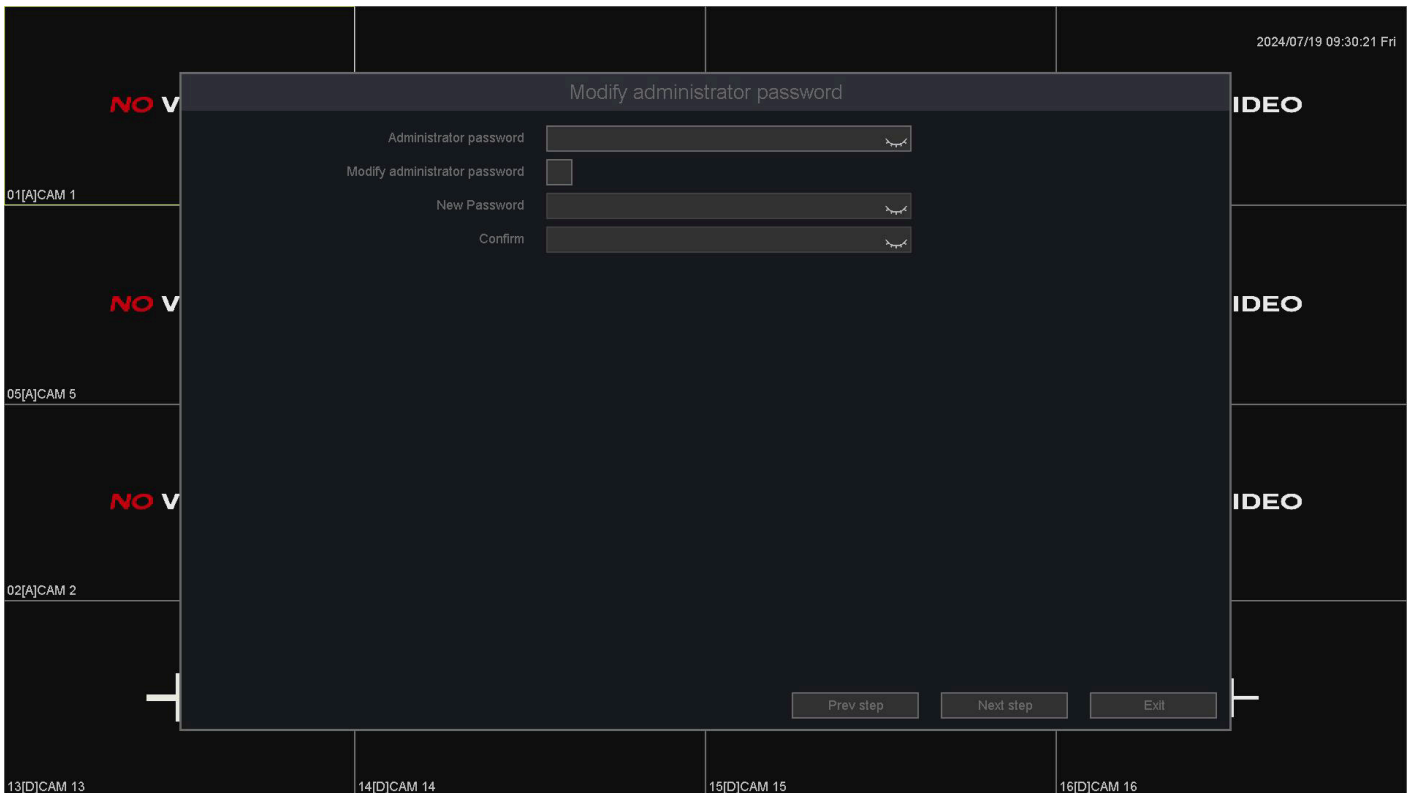 2024/07/19 09:30:21 Fri
Modify administrator password
NO V
IDEO
Administrator password
Modify administrator password
01[A]CAM 1
New Password
Confirm
NO V
IDEO
05[A]CAM 5
NO V
IDEO
02[A]CAM 2
Prev step
Next step
Exit
13[D]CAM 13
14[D]CAM 14
15[D]CAM 15
16[D]CAM 16